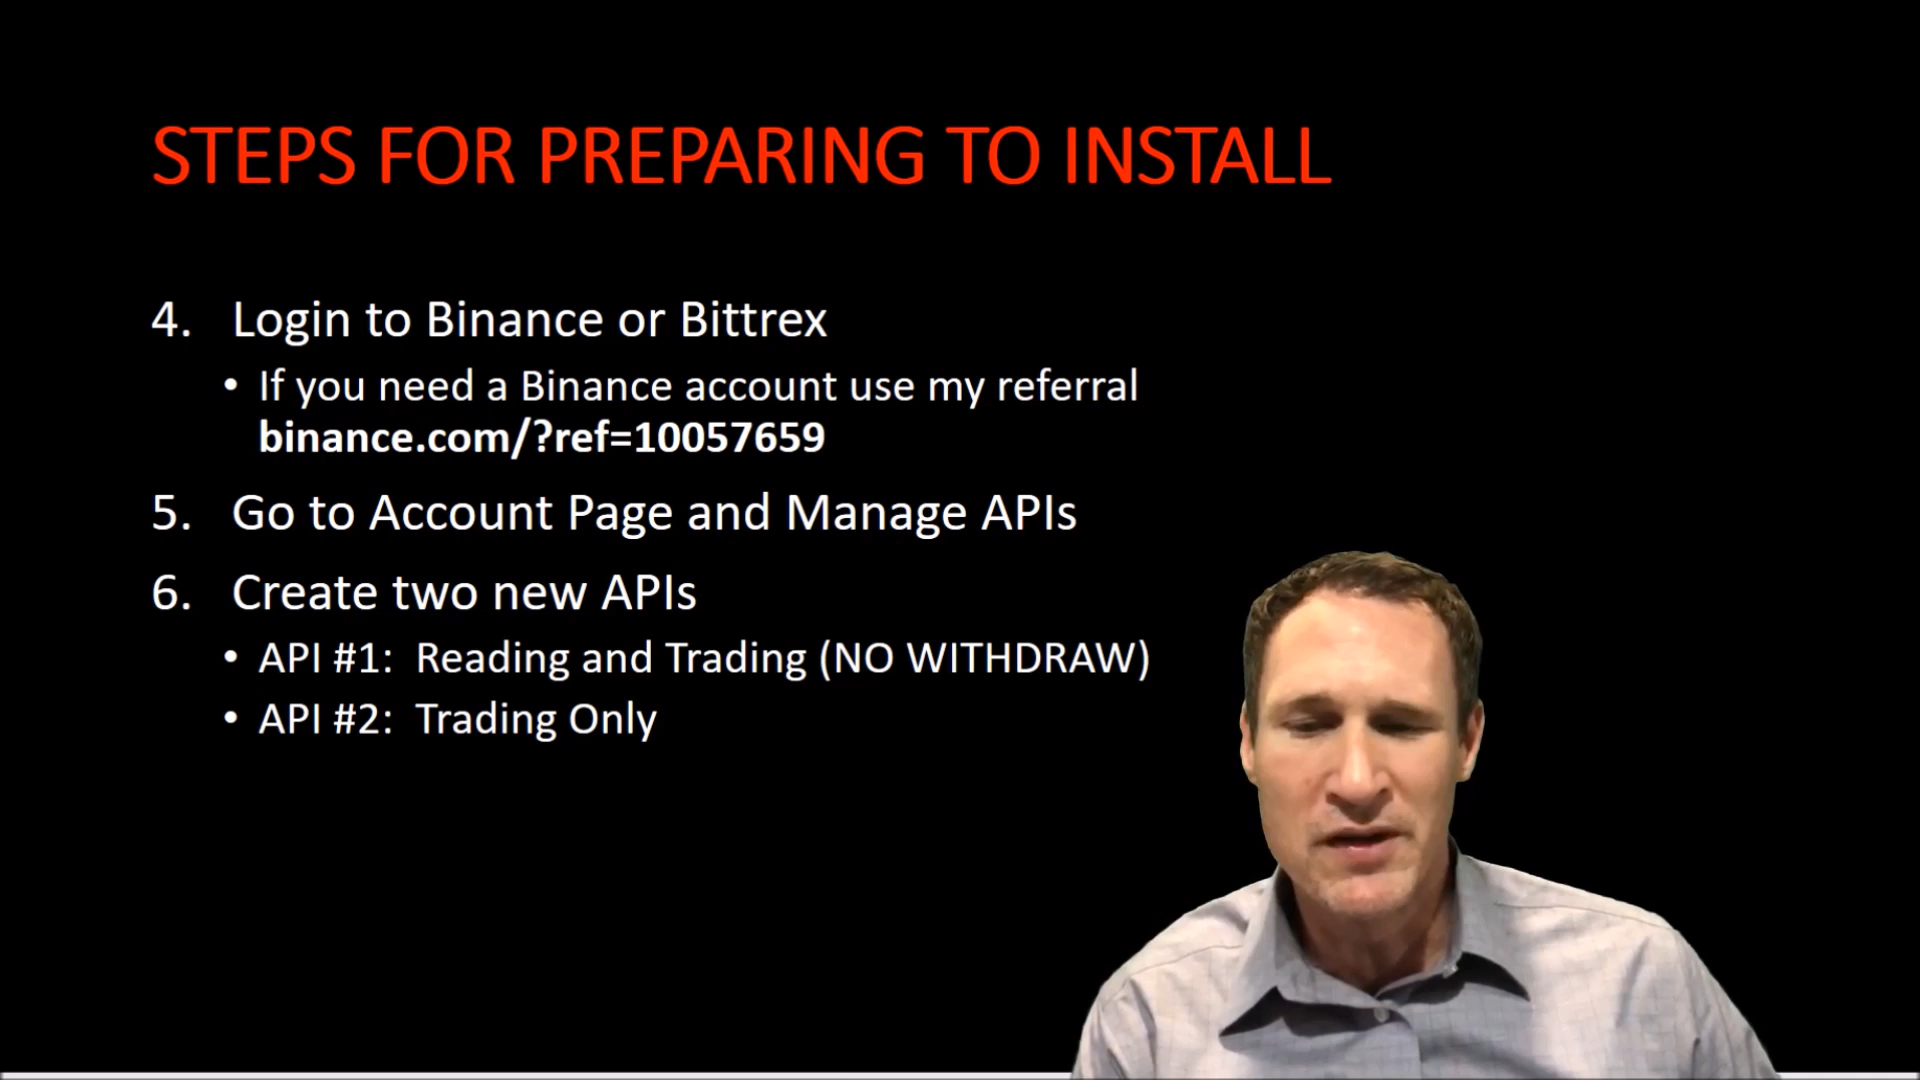 STEPS FOR PREPARING TO INSTALL
4. Login to Binance or Bittrex
• If you need a Binance account use my referral
binance.com/?ref=10057659
5. Go to Account Page and Manage APIs
6. Create two new APIs
• API #1: Reading and Trading (NO WITHDRAW)
• API #2: Trading Only